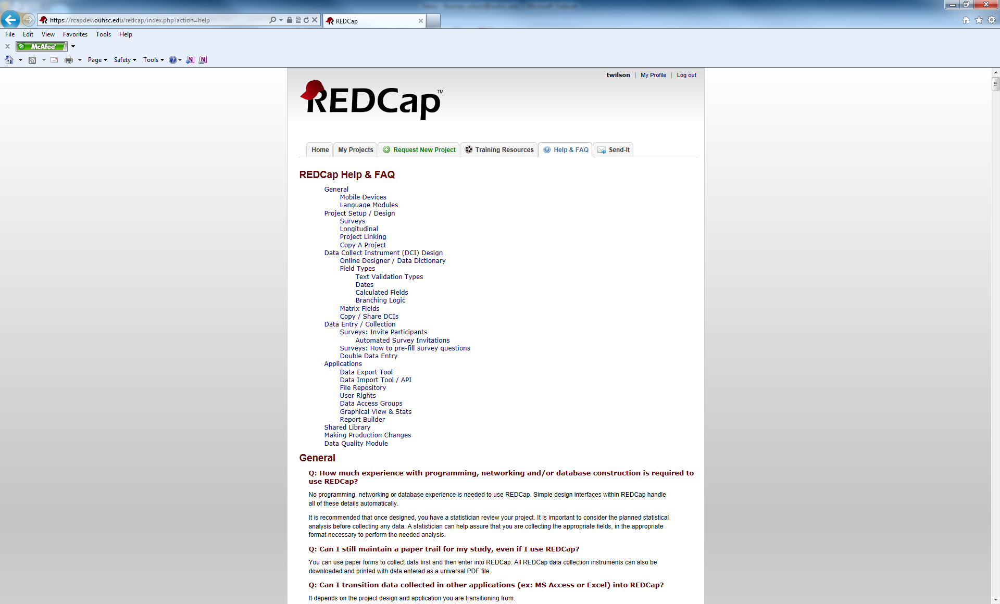 https://rcapdev.ouhsc.edu/redcap/index.php?action=help
REDCap
File Edit View Favorites Tools Help
McAfee
Page Safety Tools
twilson | My Profile | Log out
REDCap™
Home My Projects Request New Project Training Resources Help & FAQ Send-It
REDCap Help & FAQ
General
Mobile Devices
Language Modules
Project Setup / Design
Surveys
Longitudinal
Project Linking
Copy A Project
Data Collect Instrument (DCI) Design
Online Designer / Data Dictionary
Field Types
Text Validation Types
Dates
Calculated Fields
Branching Logic
Matrix Fields
Copy / Share DCIs
Data Entry / Collection
Surveys: Invite Participants
Automated Survey Invitations
Surveys: How to pre-fill survey questions
Double Data Entry
Applications
Data Export Tool
Data Import Tool / API
File Repository
User Rights
Data Access Groups
Graphical View & Stats
Report Builder
Shared Library
Making Production Changes
Data Quality Module
General
Q: How much experience with programming, networking and/or database construction is required to
use REDCap?
No programming, networking or database experience is needed to use REDCap. Simple design interfaces within REDCap handle
all of these details automatically.
It is recommended that once designed, you have a statistician review your project. It is important to consider the planned statistical
analysis before collecting any data. A statistician can help assure that you are collecting the appropriate fields, in the appropriate
format necessary to perform the needed analysis.
Q: Can I still maintain a paper trail for my study, even if I use REDCap?
You can use paper forms to collect data first and then enter into REDCap. All REDCap data collection instruments can also be
downloaded and printed with data entered as a universal PDF file.
Q: Can I transition data collected in other applications (ex: MS Access or Excel) into REDCap?
It depends on the project design and application you are transitioning from.